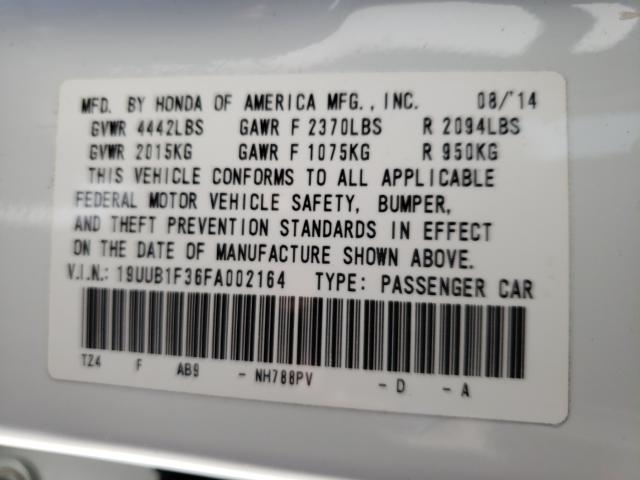 MFD. BY HONDA OF AMERICA MFG., INC. 08/'14
GVWR 4442LBS GAWR F 2370LBS R 2094LBS
GVWR 2015KG GAWR F 1075KG R 950KG
THIS VEHICLE CONFORMS TO ALL APPLICABLE
FEDERAL MOTOR VEHICLE SAFETY, BUMPER,
AND THEFT PREVENTION STANDARDS IN EFFECT
ON THE DATE OF MANUFACTURE SHOWN ABOVE.
V.I.N.: 19UUB1F36FA002164 TYPE: PASSENGER CAR
TZ4 F AB9 - NH788PV - D - A